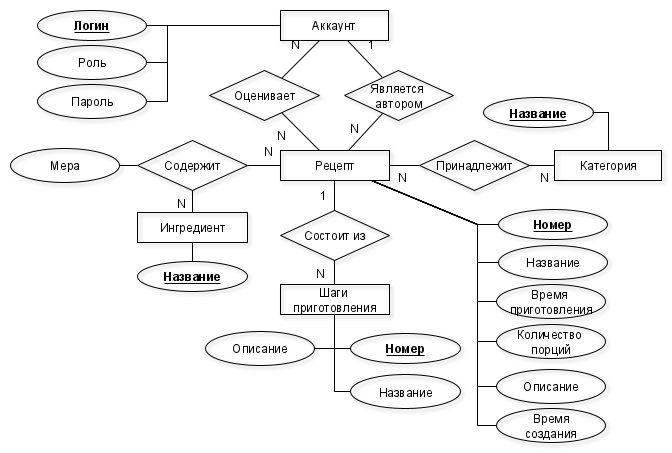 Логин
Аккаунт
N
1
Роль
Пароль
Оценивает
Является
автором
Название
N
N
Мера
Содержит
N
Рецепт
N
Принадлежит
N
Категория
N
1
Ингредиент
Название
Состоит из
N
Шаги
приготовления
Описание
Номер
Название
Номер
Название
Время
приготовления
Количество
порций
Описание
Время
создания